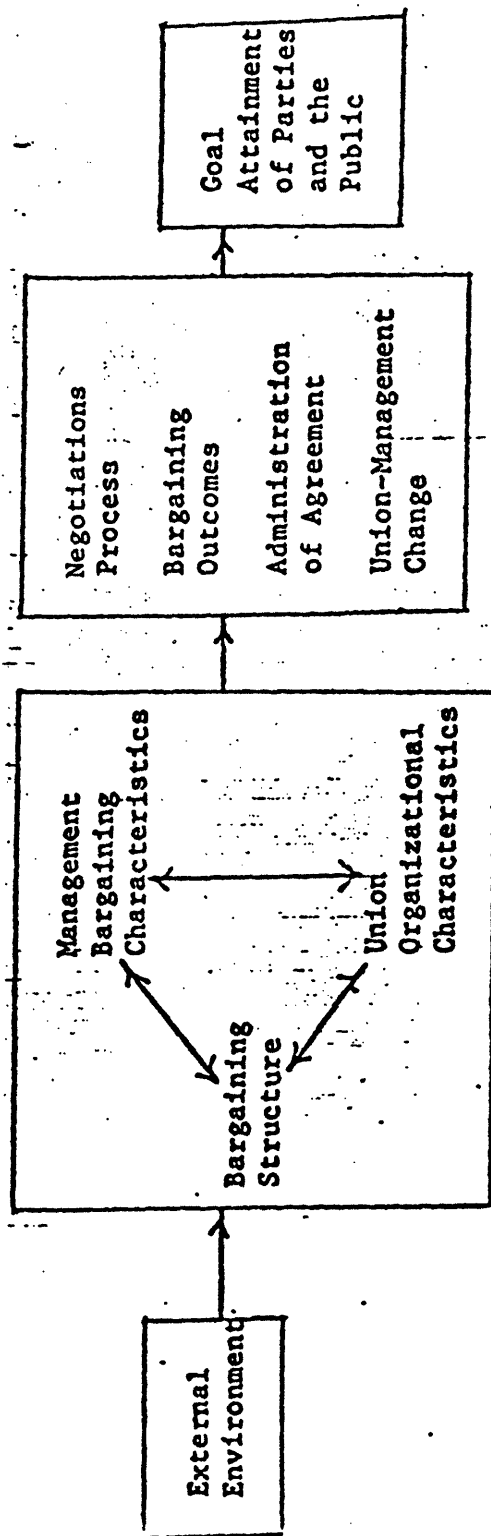 External
Environment
Bargaining
Structure
Management
Bargaining
Characteristics
Union
Organizational
Characteristics
Negotiations
Process
Bargaining
Outcomes
Administration
of Agreement
Union-Management
Change
Goal
Attainment
of Parties
and the
Public